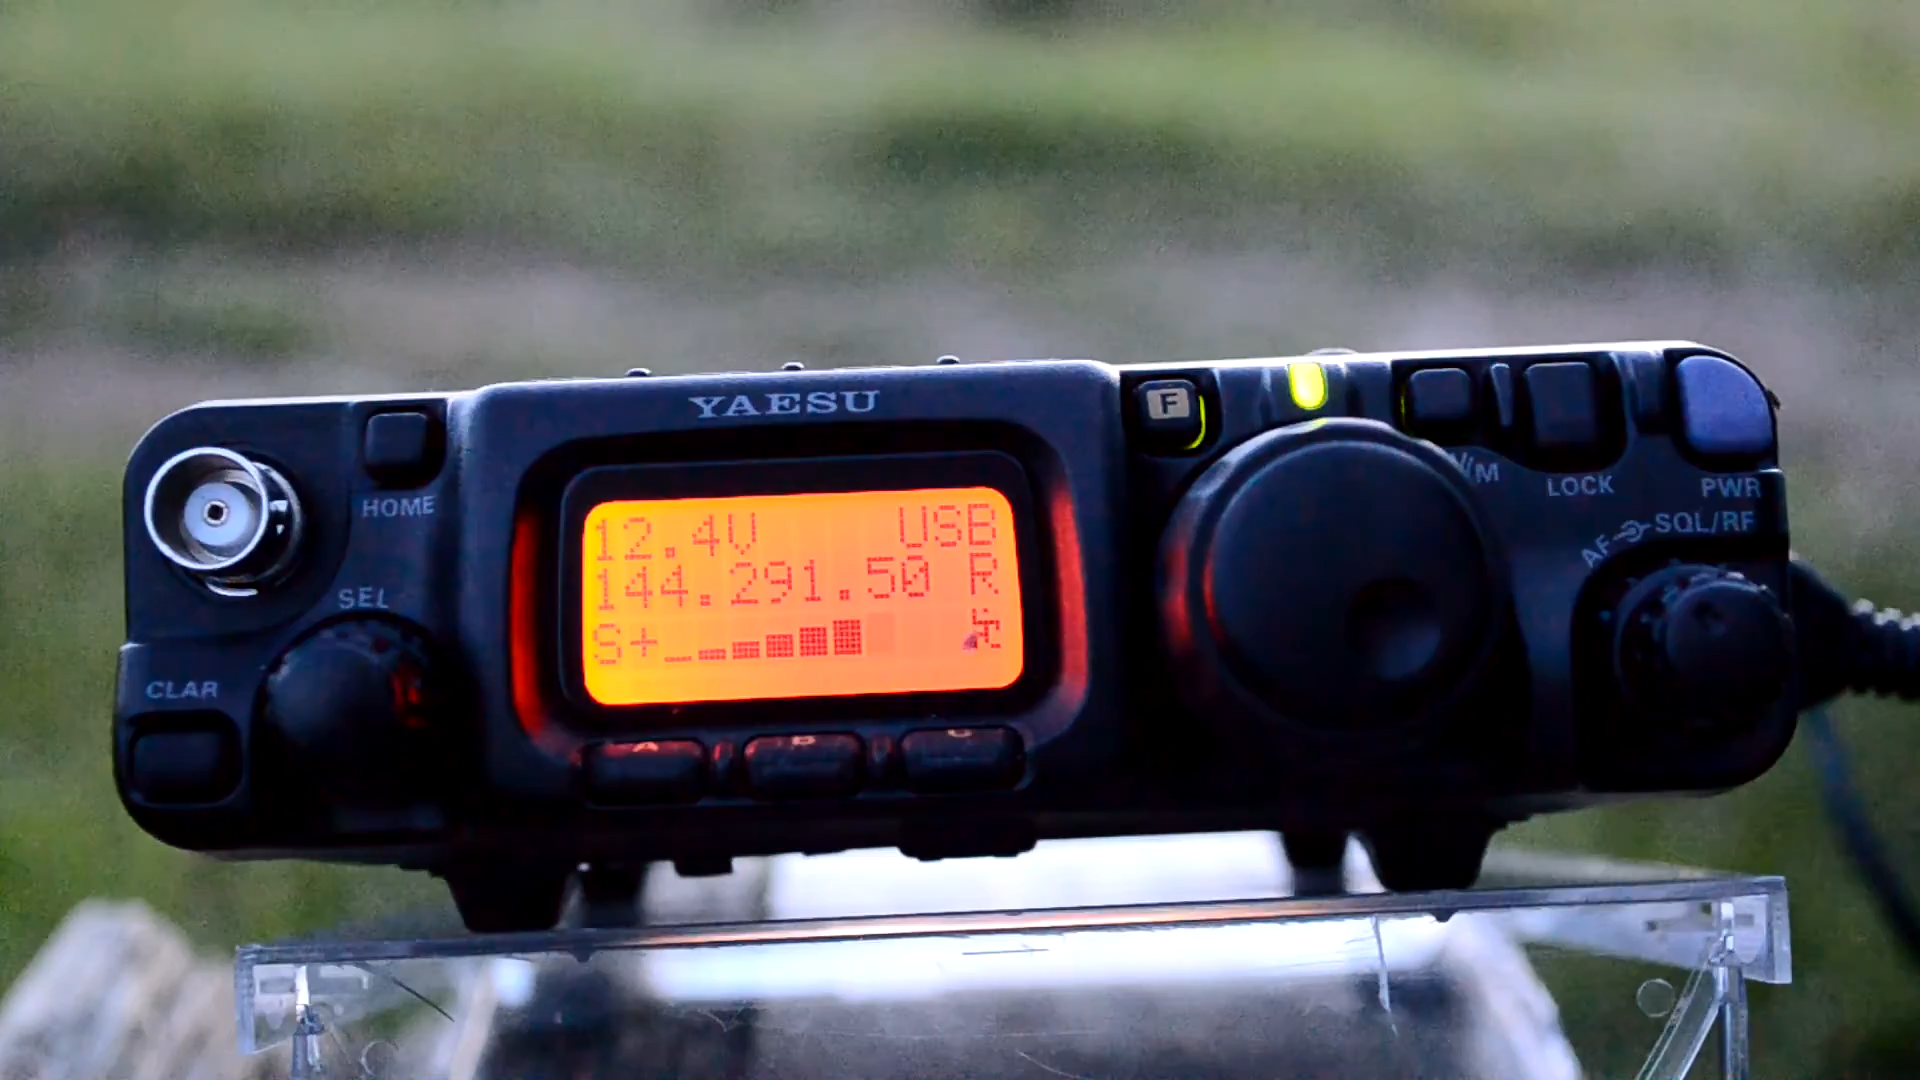 YAESU
F
HOME
V/M
LOCK
PWR
AF SQL/RF
12.4V USB
144.291.50 R
S+
SEL
CLAR
A B C